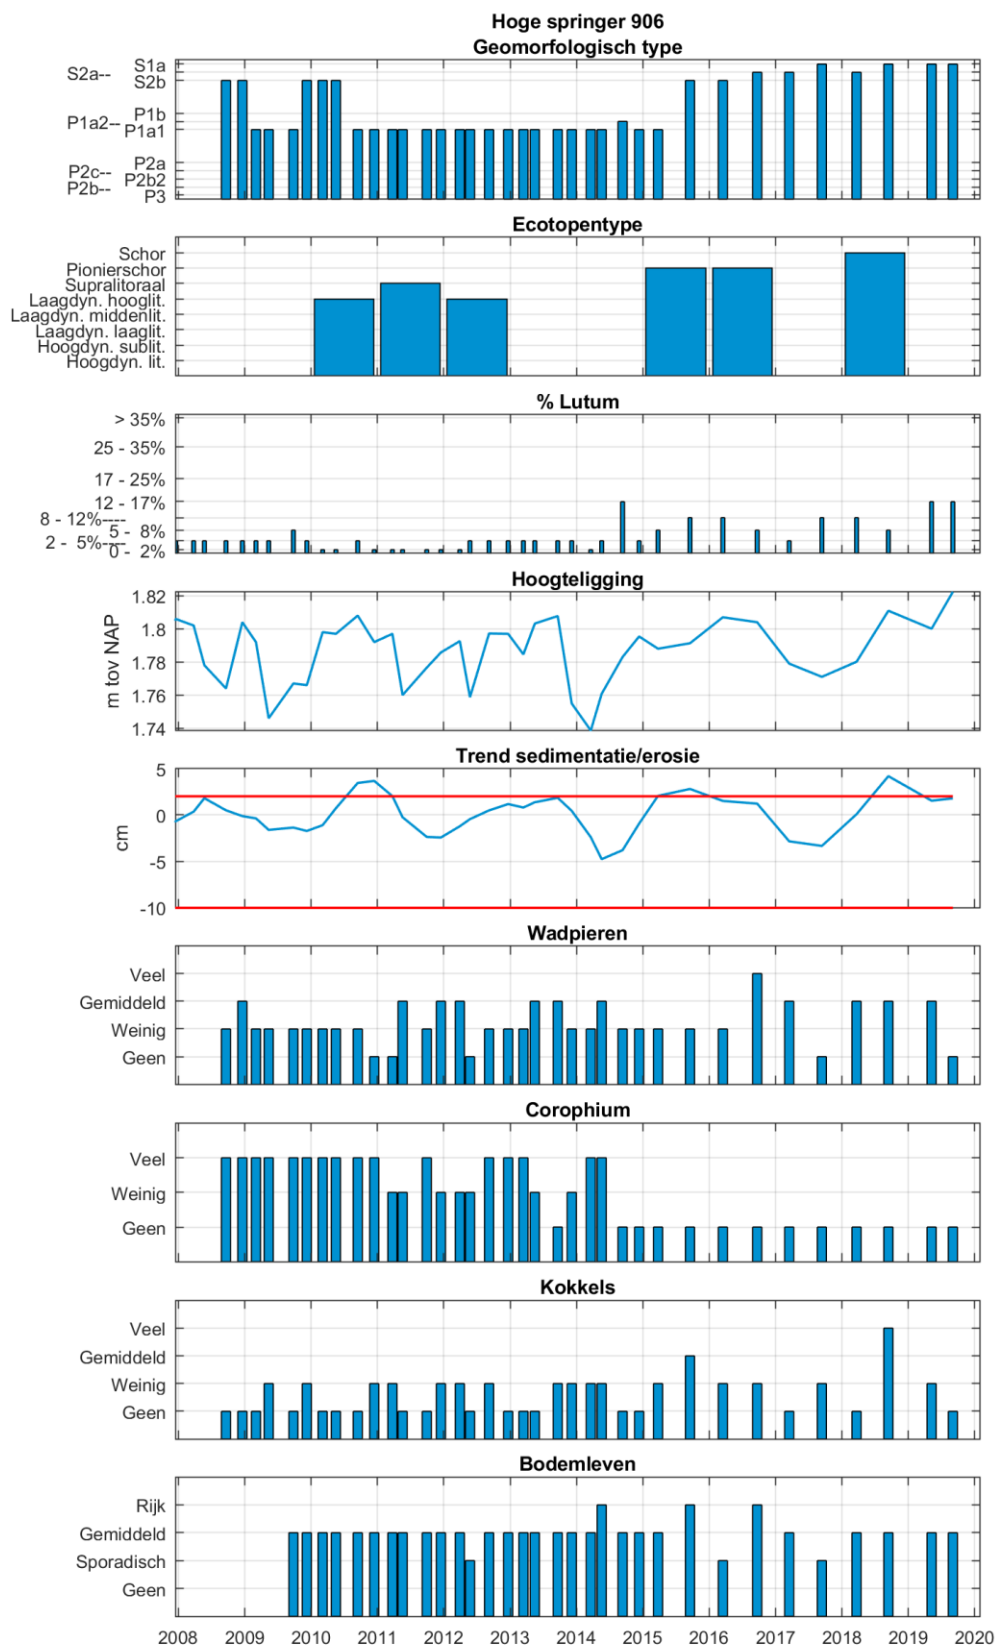 Hoge springer 906
Geomorfologisch type
S1a
S2a--
S2b
P1b
P1a2--
P1a1
P2a
P2c--
P2b2
P2b--
P3
Ecotopentype
Schor
Pionierschor
Supralitoraal
Laagdyn. hooglit.
Laagdyn. middenlit.
Laagdyn. laaglit.
Hoogdyn. sublit.
Hoogdyn. lit.
% Lutum
> 35%
25 - 35%
17 - 25%
12 - 17%
8 - 12%----
5 - 8%
2 - 5%----
0 - 2%
Hoogteligging
m tov NAP
1.82
1.8
1.78
1.76
1.74
Trend sedimentatie/erosie
cm
5
0
-5
-10
Wadpieren
Veel
Gemiddeld
Weinig
Geen
Corophium
Veel
Weinig
Geen
Kokkels
Veel
Gemiddeld
Weinig
Geen
Bodemleven
Rijk
Gemiddeld
Sporadisch
Geen
2008 2009 2010 2011 2012 2013 2014 2015 2016 2017 2018 2019 2020